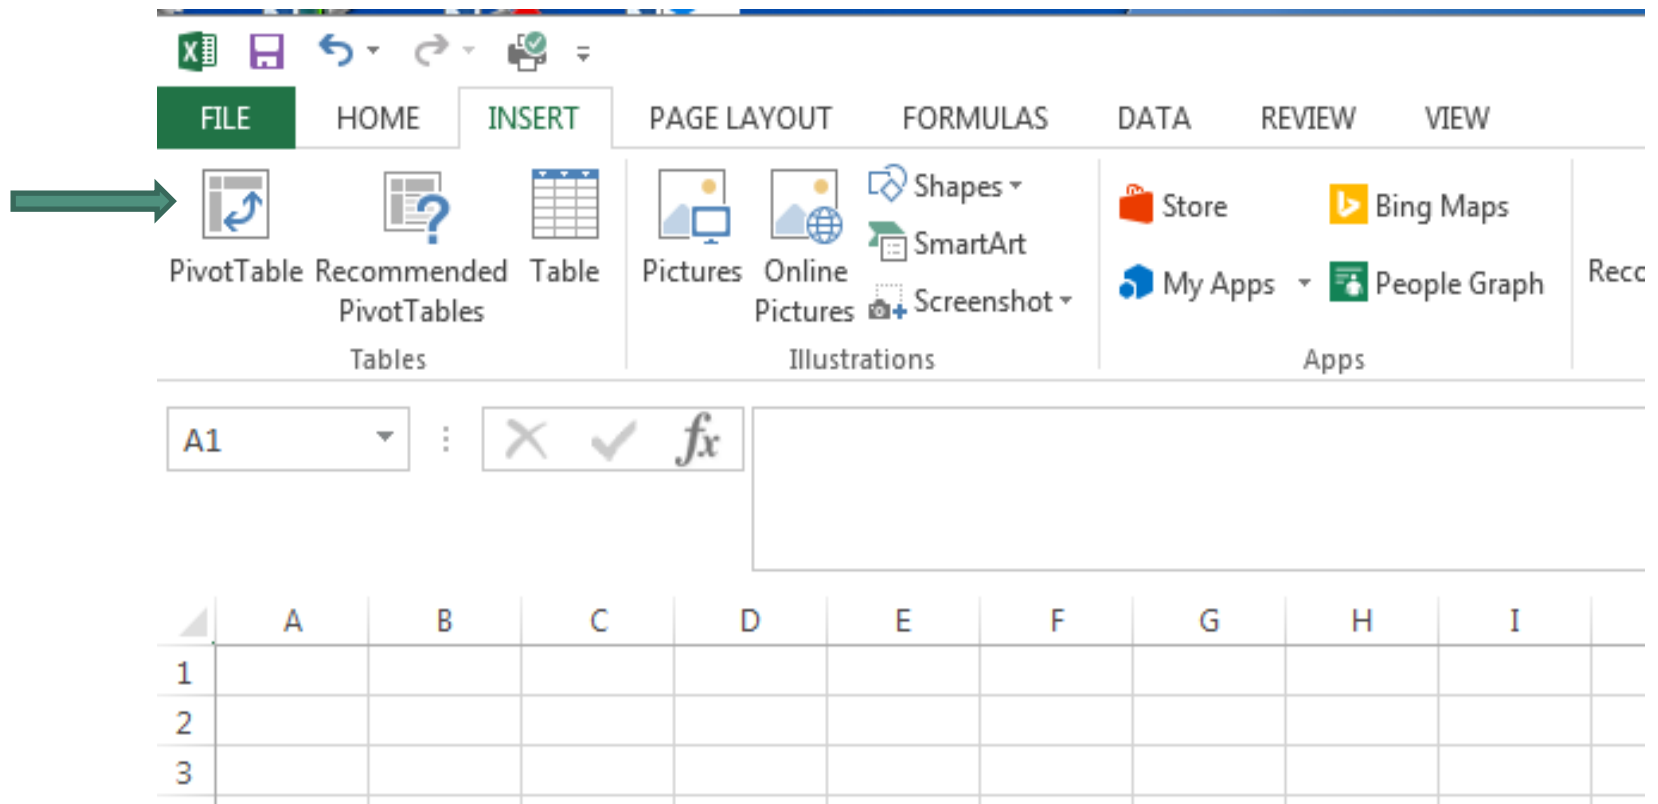 FILE HOME INSERT PAGE LAYOUT FORMULAS DATA REVIEW VIEW
PivotTable
Recommended
PivotTables
Table
Tables
Pictures
Online
Pictures
Shapes
SmartArt
Screenshot
Illustrations
Store
My Apps
Bing Maps
People Graph
Apps
Reco
A1
fx
A B C D E F G H I
1
2
3